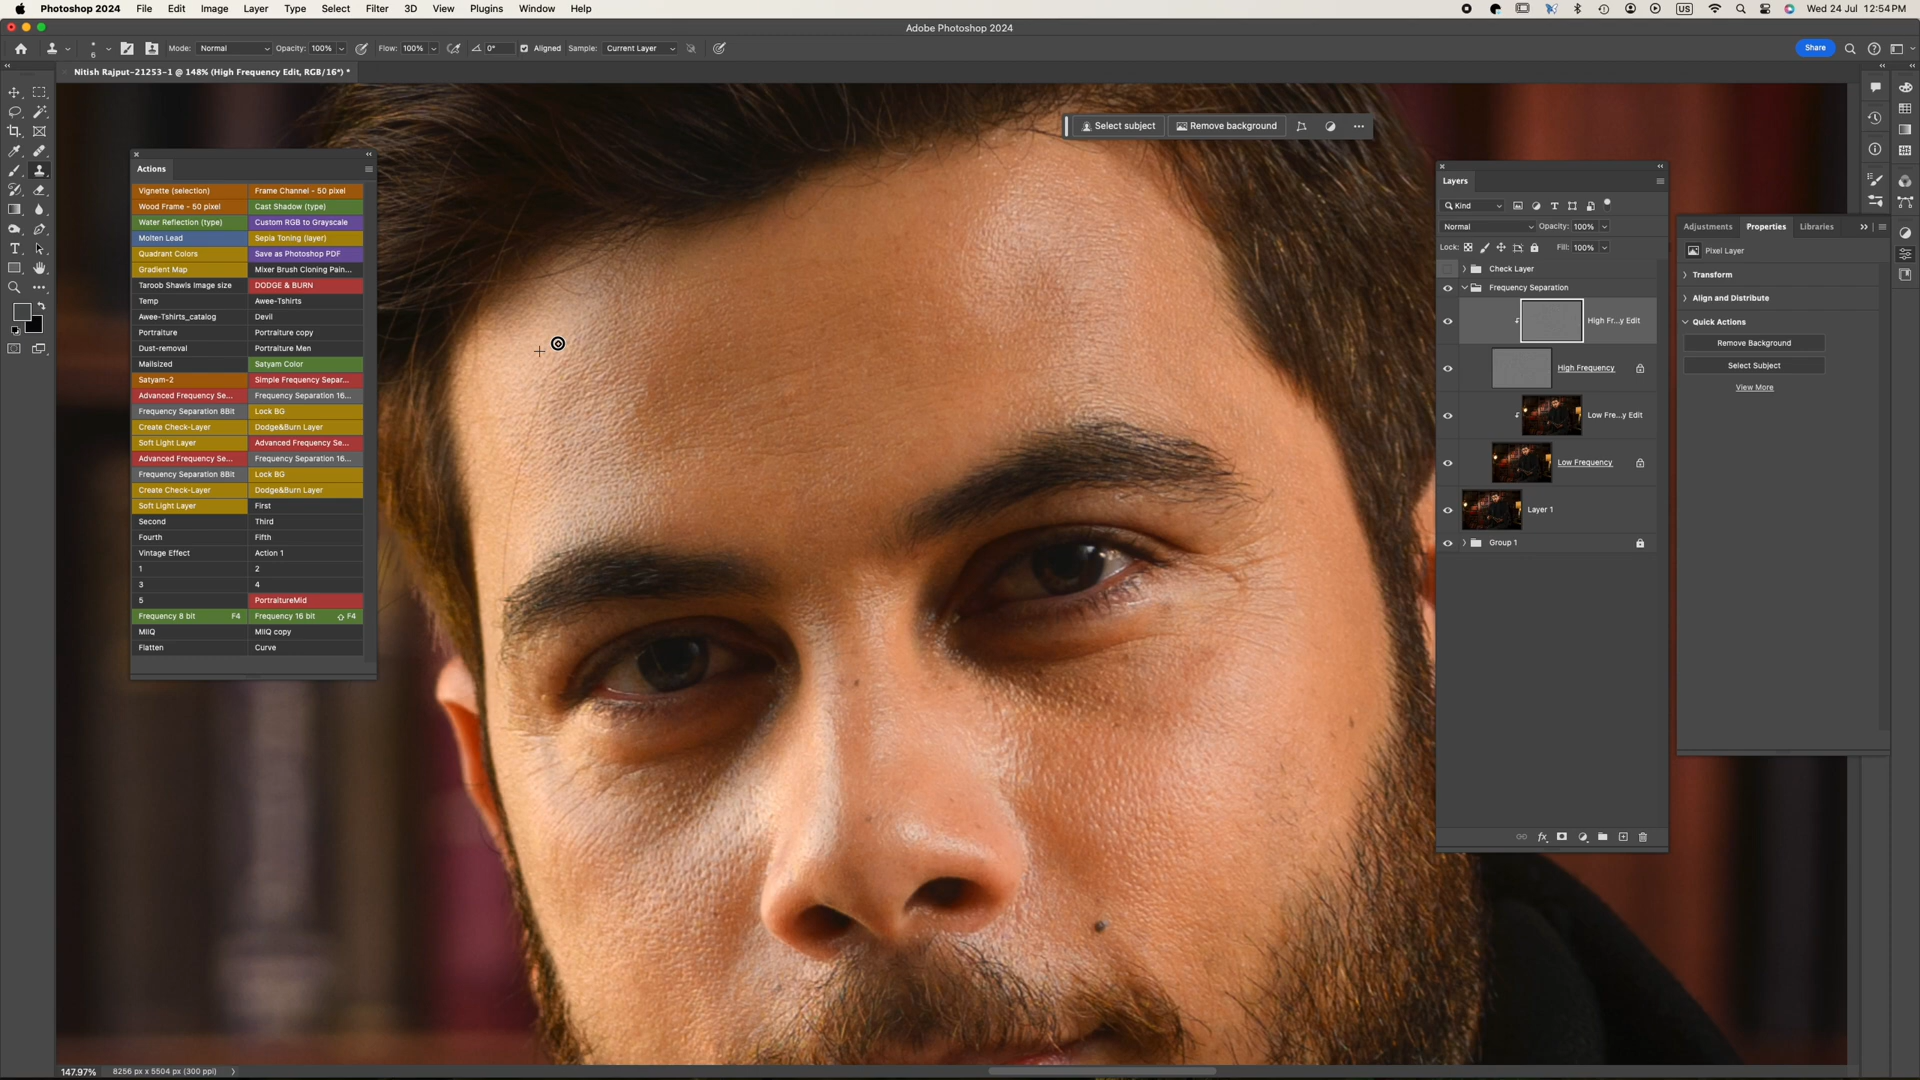 Photoshop 2024 File Edit Image Layer Type Select Filter 3D View Plugins Window Help
US Wed 24 Jul 12:54PM
Adobe Photoshop 2024
6 Mode: Normal Opacity: 100% Flow: 100% 0° Aligned Sample: Current Layer Share
Nitish Rajput-21253-1 @ 148% (High Frequency Edit, RGB/16*) *
Select subject Remove background
Actions
Vignette (selection) Frame Channel - 50 pixel
Wood Frame - 50 pixel Cast Shadow (type)
Water Reflection (type) Custom RGB to Grayscale
Molten Lead Sepia Toning (layer)
Quadrant Colors Save as Photoshop PDF
Gradient Map Mixer Brush Cloning Pain...
Taroob Shawls Image size DODGE & BURN
Temp Awee-Tshirts
Awee-Tshirts_catalog Devil
Portraiture Portraiture copy
Dust-removal Portraiture Men
Mailsized Satyam Color
Satyam-2 Simple Frequency Separ...
Advanced Frequency Se... Frequency Separation 16...
Frequency Separation 8Bit Lock BG
Create Check-Layer Dodge&Burn Layer
Soft Light Layer Advanced Frequency Se...
Advanced Frequency Se... Frequency Separation 16...
Frequency Separation 8Bit Lock BG
Create Check-Layer Dodge&Burn Layer
Soft Light Layer First
Second Third
Fourth Fifth
Vintage Effect Action 1
1 2
3 4
5 PortraitureMid
Frequency 8 bit F4 Frequency 16 bit F4
MilQ MilQ copy
Flatten Curve
Layers
Kind
Normal Opacity: 100%
Lock: Fill: 100%
Check Layer
Frequency Separation
High Fr...y Edit
High Frequency
Low Fre...y Edit
Low Frequency
Layer 1
Group 1
Adjustments Properties Libraries
Pixel Layer
Transform
Align and Distribute
Quick Actions
Remove Background
Select Subject
View More
147.97% 8256 px x 5504 px (300 ppi)